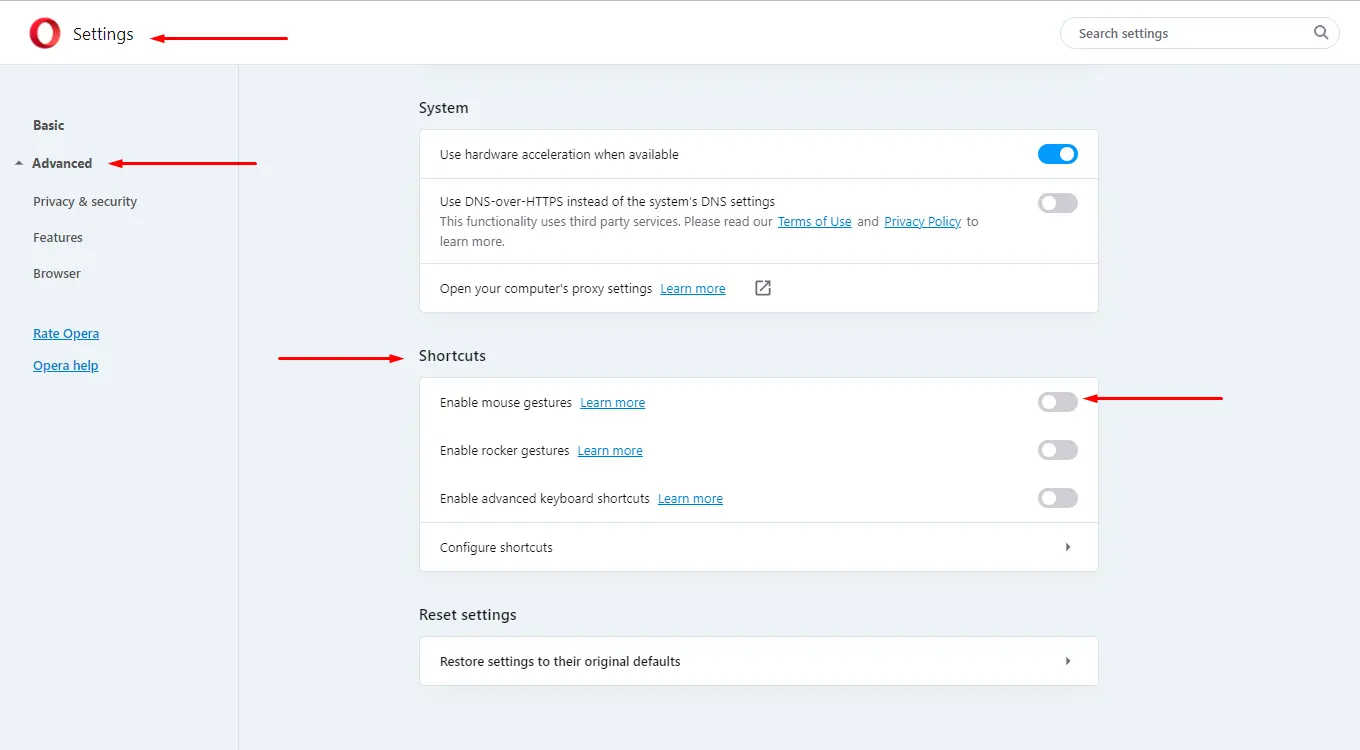 Settings
Search settings
Basic
Advanced
Privacy & security
Features
Browser
Rate Opera
Opera help
System
Use hardware acceleration when available
Use DNS-over-HTTPS instead of the system's DNS settings
This functionality uses third party services. Please read our Terms of Use and Privacy Policy to
learn more.
Open your computer's proxy settings Learn more
Shortcuts
Enable mouse gestures Learn more
Enable rocker gestures Learn more
Enable advanced keyboard shortcuts Learn more
Configure shortcuts
Reset settings
Restore settings to their original defaults